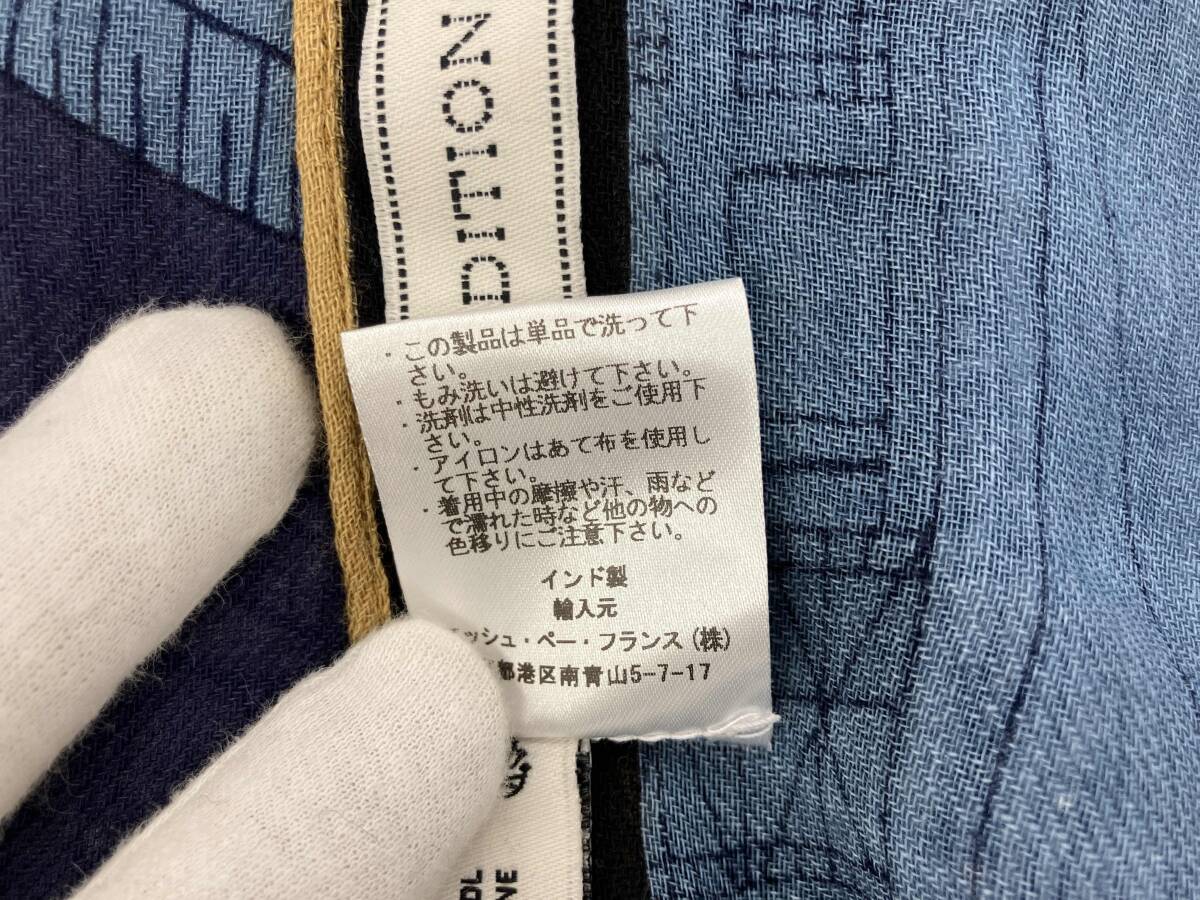 DITION
・この製品は単品で洗って下
さい。
・もみ洗いは避けて下さい。
・洗剤は中性洗剤をご使用下
さい。
・アイロンはあて布を使用し
て下さい。
・着用中の摩擦や汗、雨など
で濡れた時など他の物への
色移りにご注意下さい。
インド製
輸入元
ッシュ・ペー・フランス(株)
都港区南青山5-7-17
DL
NE